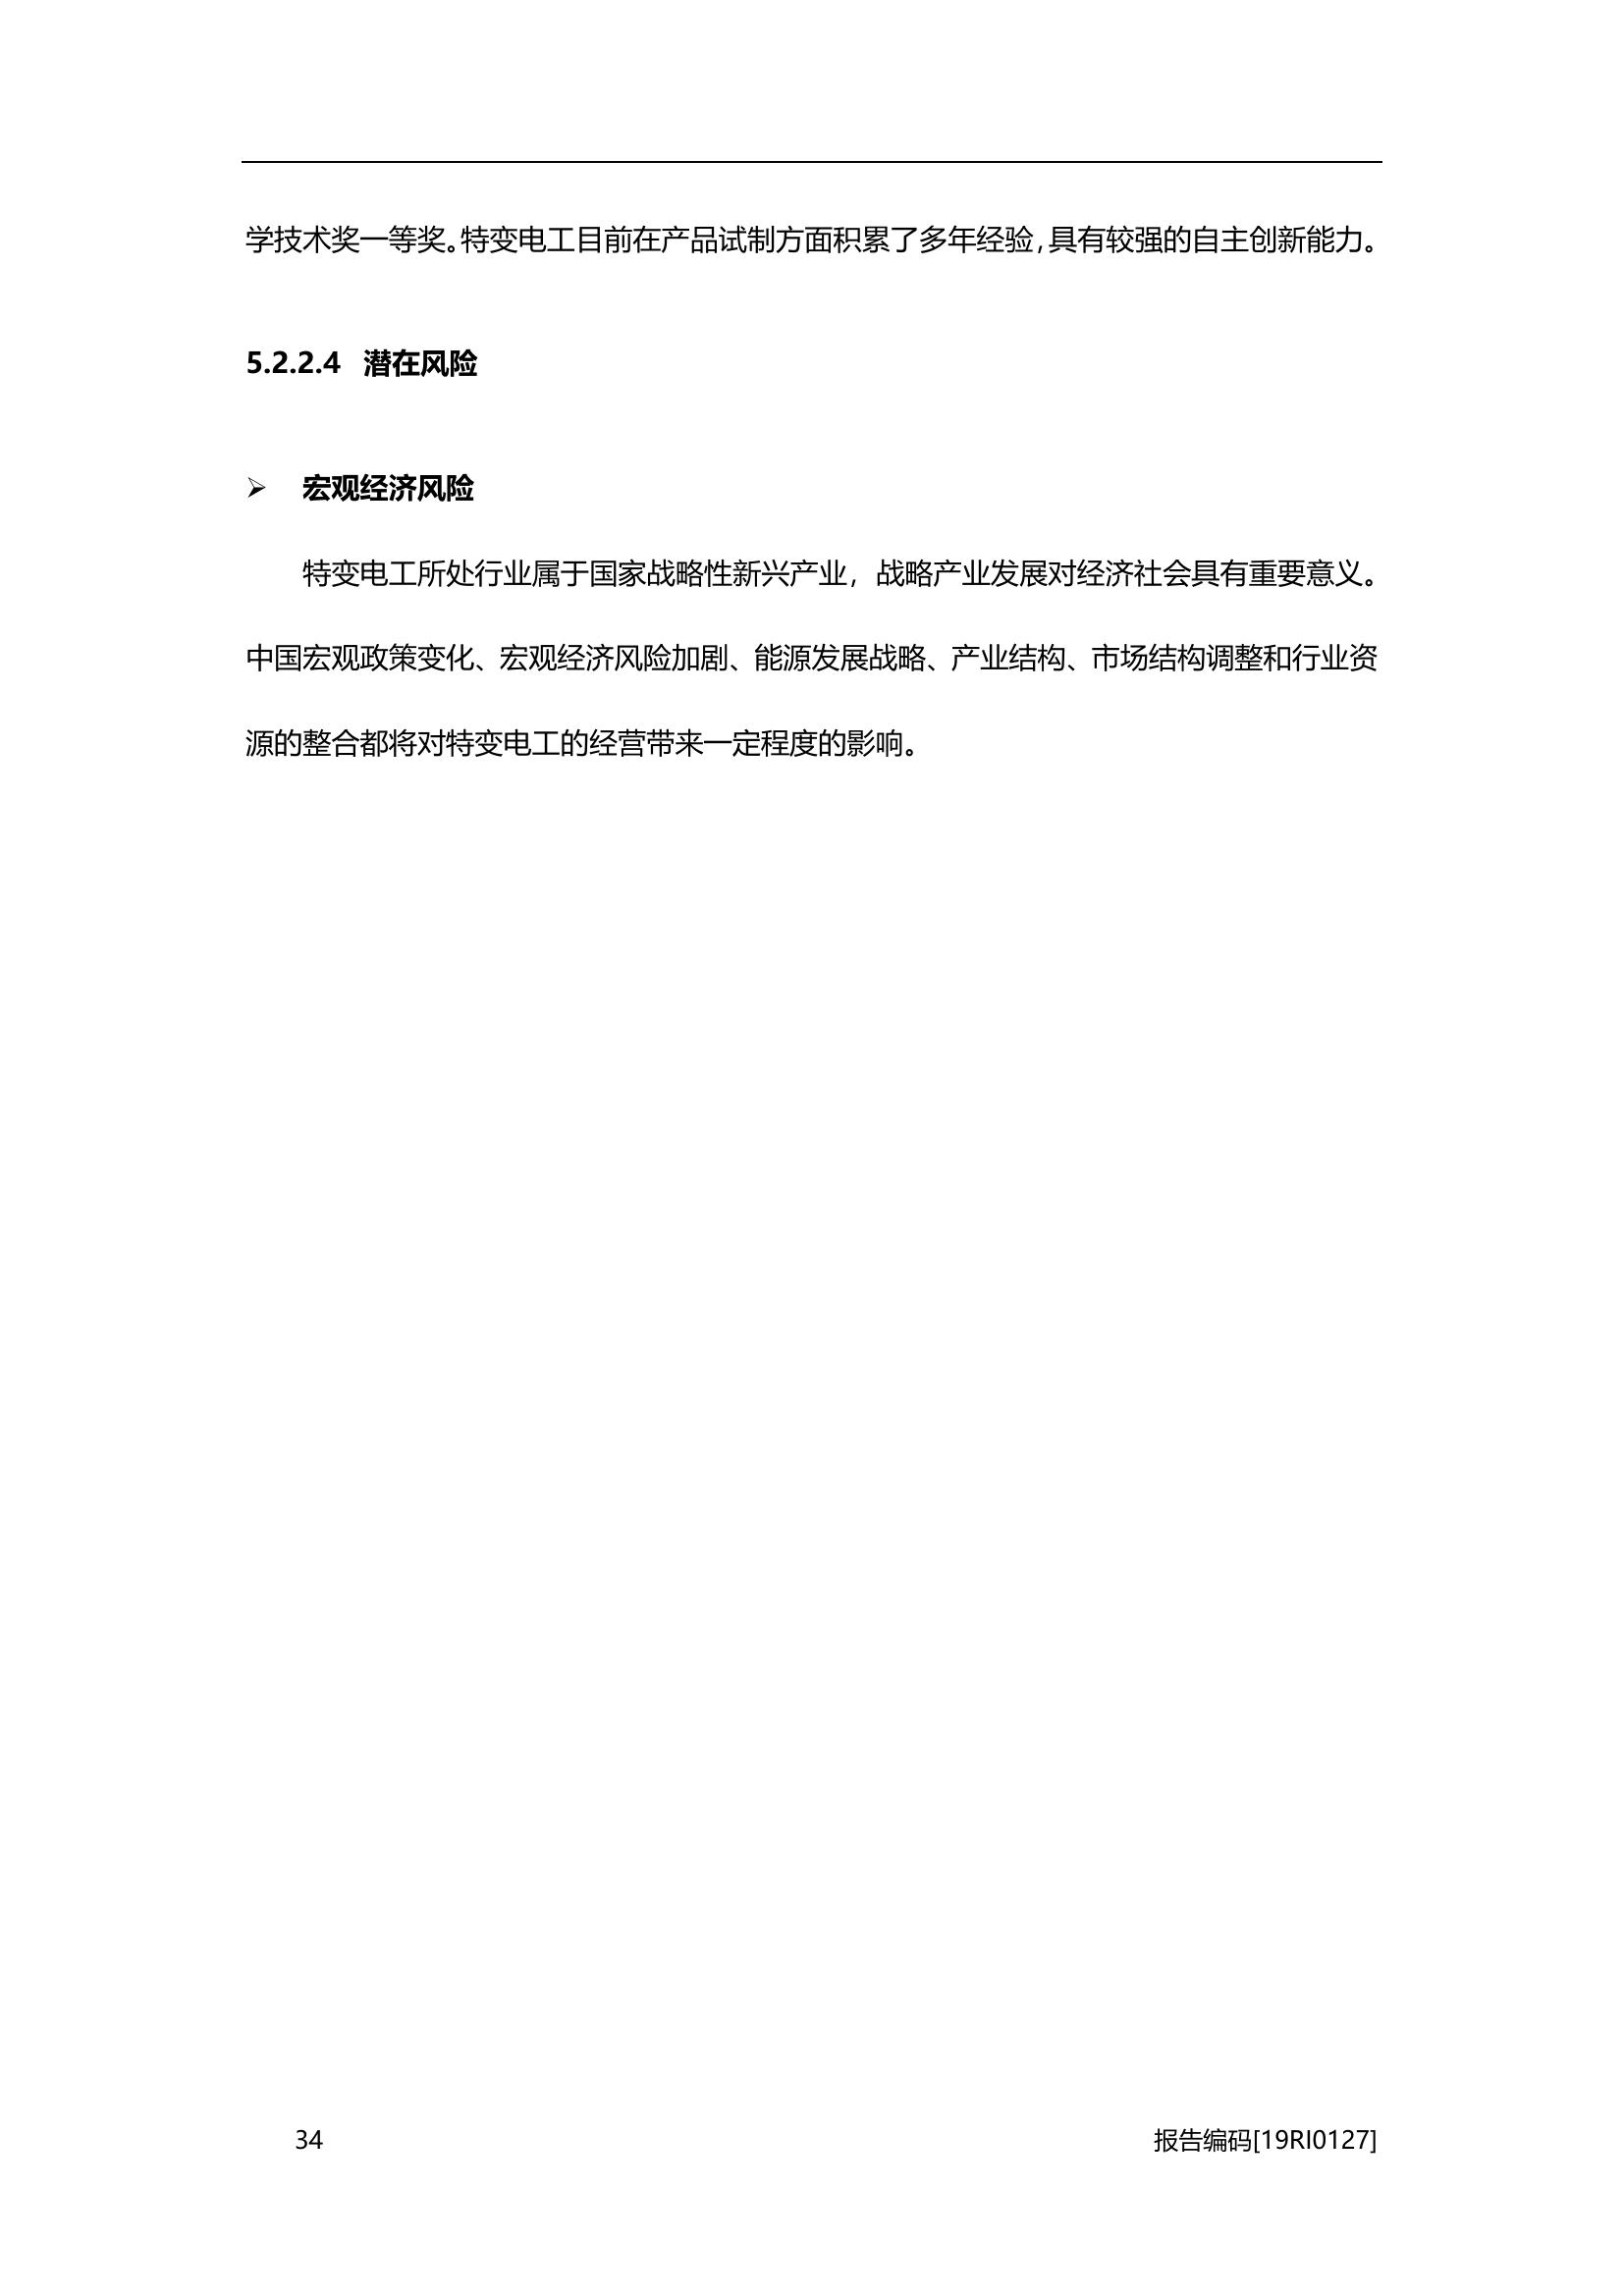 学技术奖一等奖。特变电工目前在产品试制方面积累了多年经验，具有较强的自主创新能力。
5.2.2.4 潜在风险
➢ 宏观经济风险
特变电工所处行业属于国家战略性新兴产业，战略产业发展对经济社会具有重要意义。
中国宏观政策变化、宏观经济风险加剧、能源发展战略、产业结构、市场结构调整和行业资
源的整合都将对特变电工的经营带来一定程度的影响。
34 报告编码[19RI0127]